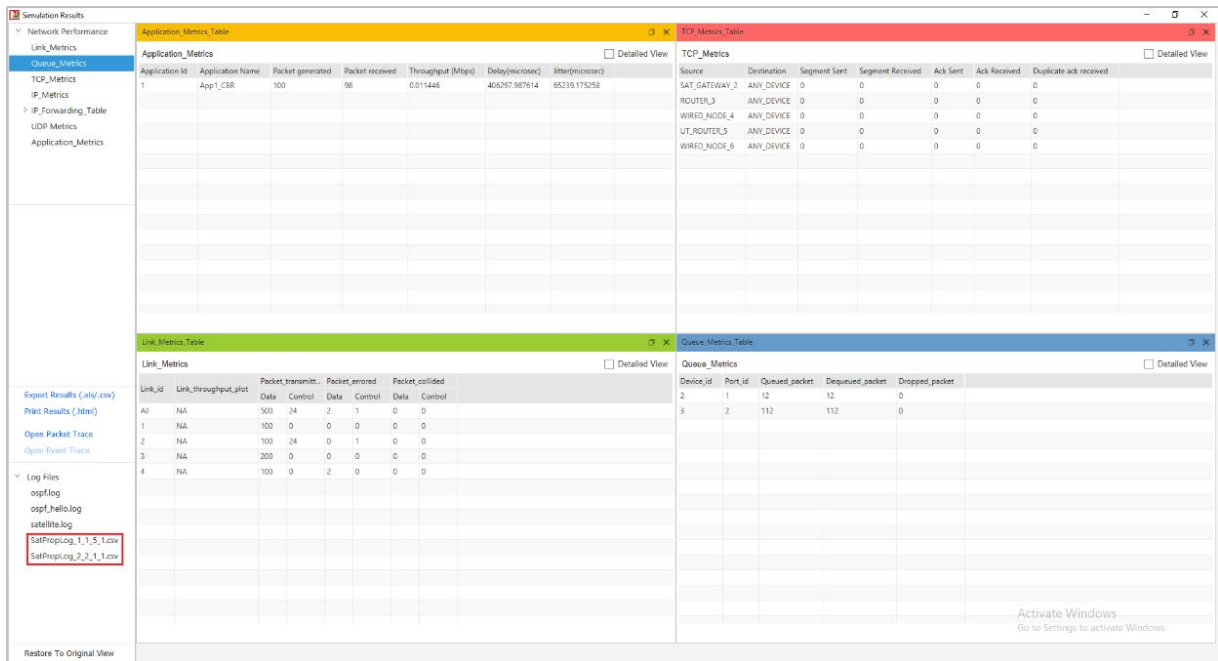 Simulation Results
Network Performance
Link_Metrics
Queue_Metrics
TCP_Metrics
IP_Metrics
IP_Forwarding_Table
UDP Metrics
Application_Metrics
Export Results (.xls/.csv)
Print Results (.html)
Open Packet Trace
Open Event Trace
Log Files
ospf.log
ospf_hello.log
satellite.log
SatPropLog_1_1_5_1.csv
SatPropLog_2_2_1_1.csv
Restore To Original View
Application_Metrics_Table
Application_Metrics Detailed View
Application Id Application Name Packet generated Packet received Throughput (Mbps) Delay(microsec) Jitter(microsec)
1 App1_CBR 100 98 0.011446 406297.987614 65239.175258
TCP_Metrics_Table
TCP_Metrics Detailed View
Source Destination Segment Sent Segment Received Ack Sent Ack Received Duplicate ack received
SAT_GATEWAY_2 ANY_DEVICE 0 0 0 0 0
ROUTER_3 ANY_DEVICE 0 0 0 0 0
WIRED_NODE_4 ANY_DEVICE 0 0 0 0 0
UT_ROUTER_5 ANY_DEVICE 0 0 0 0 0
WIRED_NODE_6 ANY_DEVICE 0 0 0 0 0
Link_Metrics_Table
Link_Metrics Detailed View
Link_id Link_throughput_plot Packet_transmitt... Packet_errored Packet_collided
Data Control Data Control Data Control
All NA 500 24 2 1 0 0
1 NA 100 0 0 0 0 0
2 NA 100 24 0 1 0 0
3 NA 200 0 0 0 0 0
4 NA 100 0 2 0 0 0
Queue_Metrics_Table
Queue_Metrics Detailed View
Device_id Port_id Queued_packet Dequeued_packet Dropped_packet
2 1 12 12 0
3 2 112 112 0
Activate Windows
Go to Settings to activate Windows.